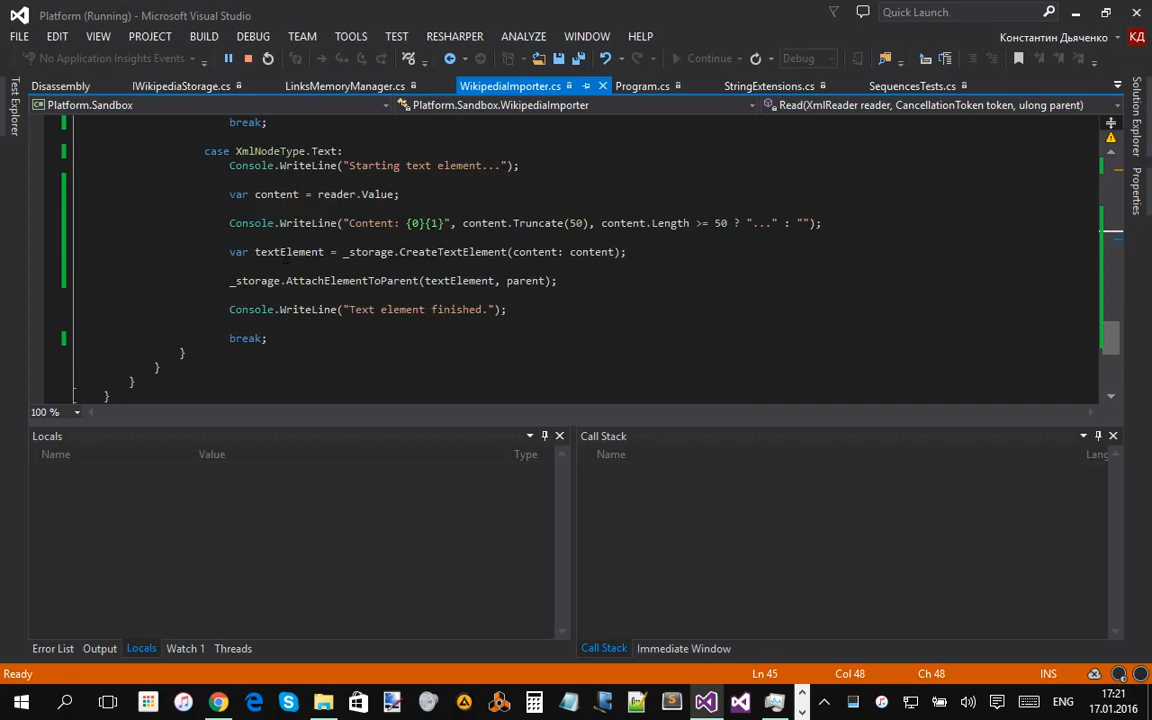 Platform (Running) - Microsoft Visual Studio
Quick Launch
FILE EDIT VIEW PROJECT BUILD DEBUG TEAM TOOLS TEST RESHARPER ANALYZE WINDOW HELP
Константин Дьяченко КД
No Application Insights Events
Continue
Debug
Disassembly IWikipediaStorage.cs LinksMemoryManager.cs WikipediaImporter.cs Program.cs StringExtensions.cs SequencesTests.cs
Platform.Sandbox Platform.Sandbox.WikipediaImporter Read(XmlReader reader, CancellationToken token, ulong parent)
Test Explorer
Solution Explorer
Properties
break;
case XmlNodeType.Text:
Console.WriteLine("Starting text element...");
var content = reader.Value;
Console.WriteLine("Content: {0}{1}", content.Truncate(50), content.Length >= 50 ? "..." : "");
var textElement = _storage.CreateTextElement(content: content);
_storage.AttachElementToParent(textElement, parent);
Console.WriteLine("Text element finished.");
break;
}
}
}
}
100 %
Locals
Name Value Type
Call Stack
Name Lang
Error List Output Locals Watch 1 Threads
Call Stack Immediate Window
Ready Ln 45 Col 48 Ch 48 INS
ENG
17:21
17.01.2016